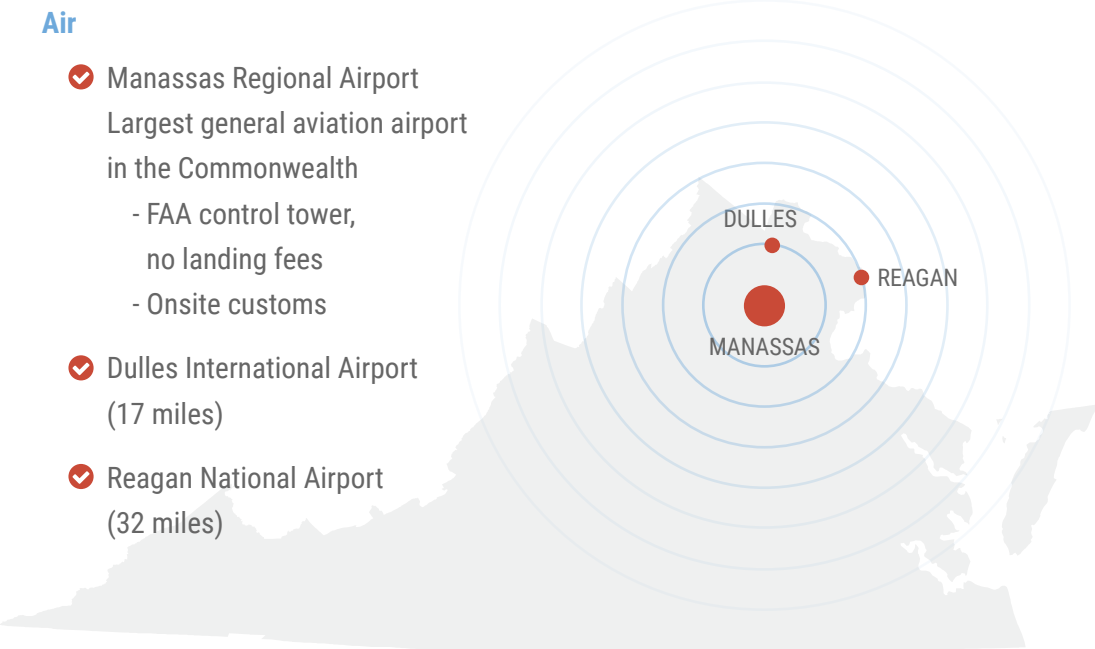 Air
Manassas Regional Airport
Largest general aviation airport
in the Commonwealth
- FAA control tower,
no landing fees
- Onsite customs
Dulles International Airport
(17 miles)
Reagan National Airport
(32 miles)
DULLES
REAGAN
MANASSAS